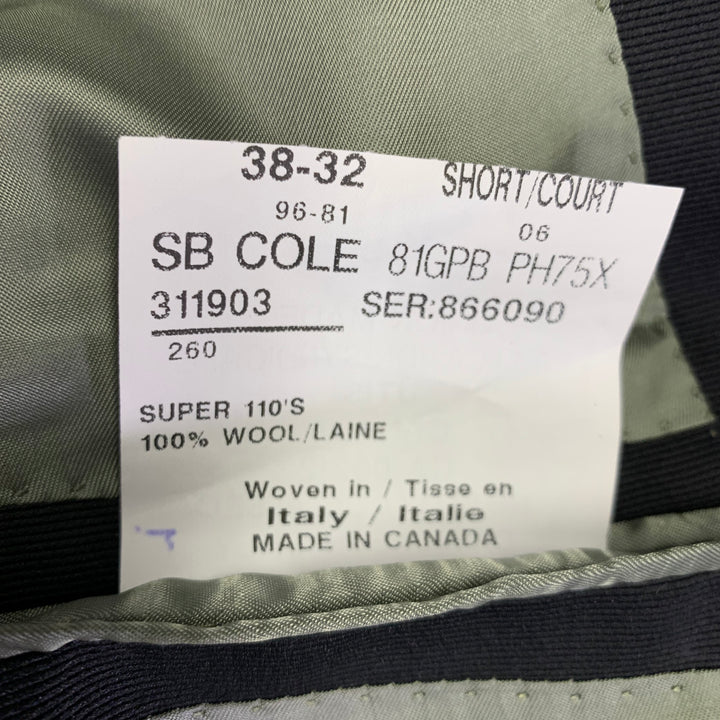 38-32 SHORT/COURT
96-81 06
SB COLE 81GPB PH75X
311903 SER:866090
260
SUPER 110'S
100% WOOL/LAINE
Woven in / Tisse en
Italy / Italie
MADE IN CANADA